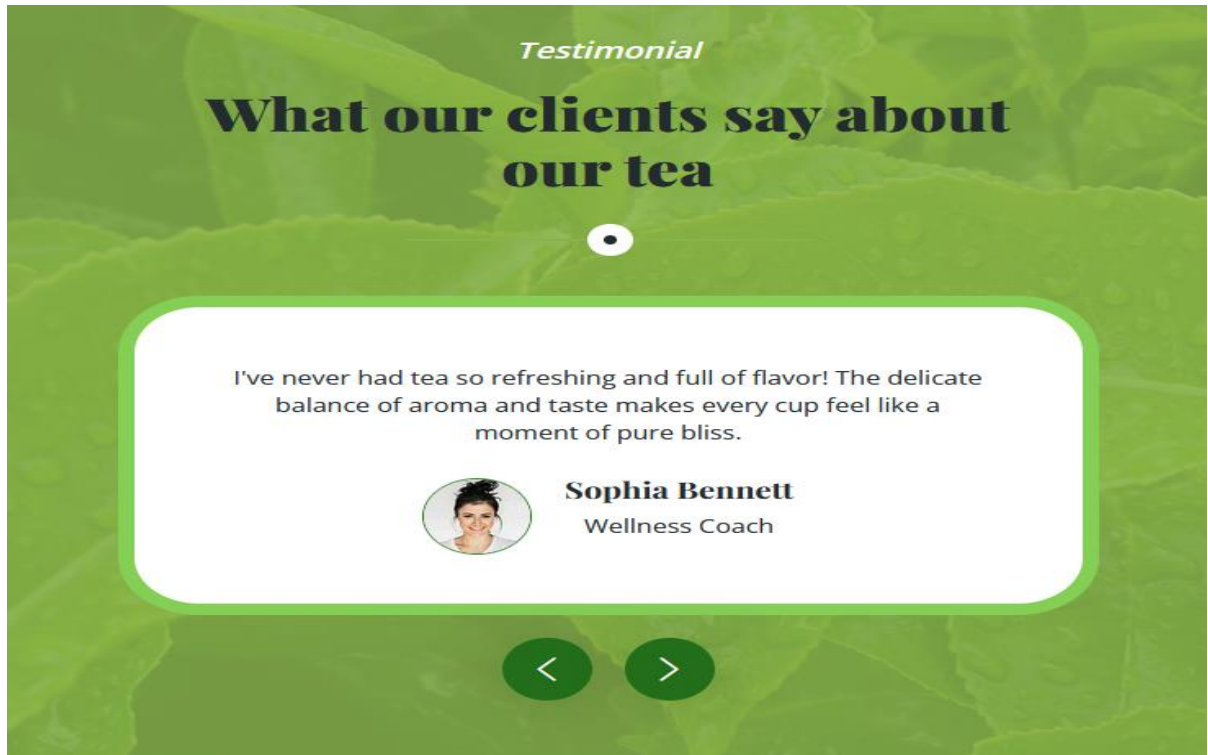 Testimonial
What our clients say about
our tea
I've never had tea so refreshing and full of flavor! The delicate
balance of aroma and taste makes every cup feel like a
moment of pure bliss.
Sophia Bennett
Wellness Coach